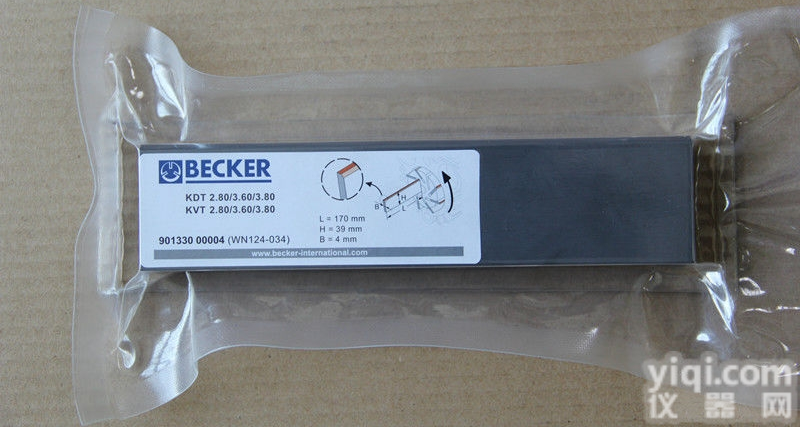 BECKER
KDT 2.80/3.60/3.80
KVT 2.80/3.60/3.80
901330 00004 (WN124-034)
B
H
L
L = 170 mm
H = 39 mm
B = 4 mm
www.becker-international.com
yiqi.com
仪器网